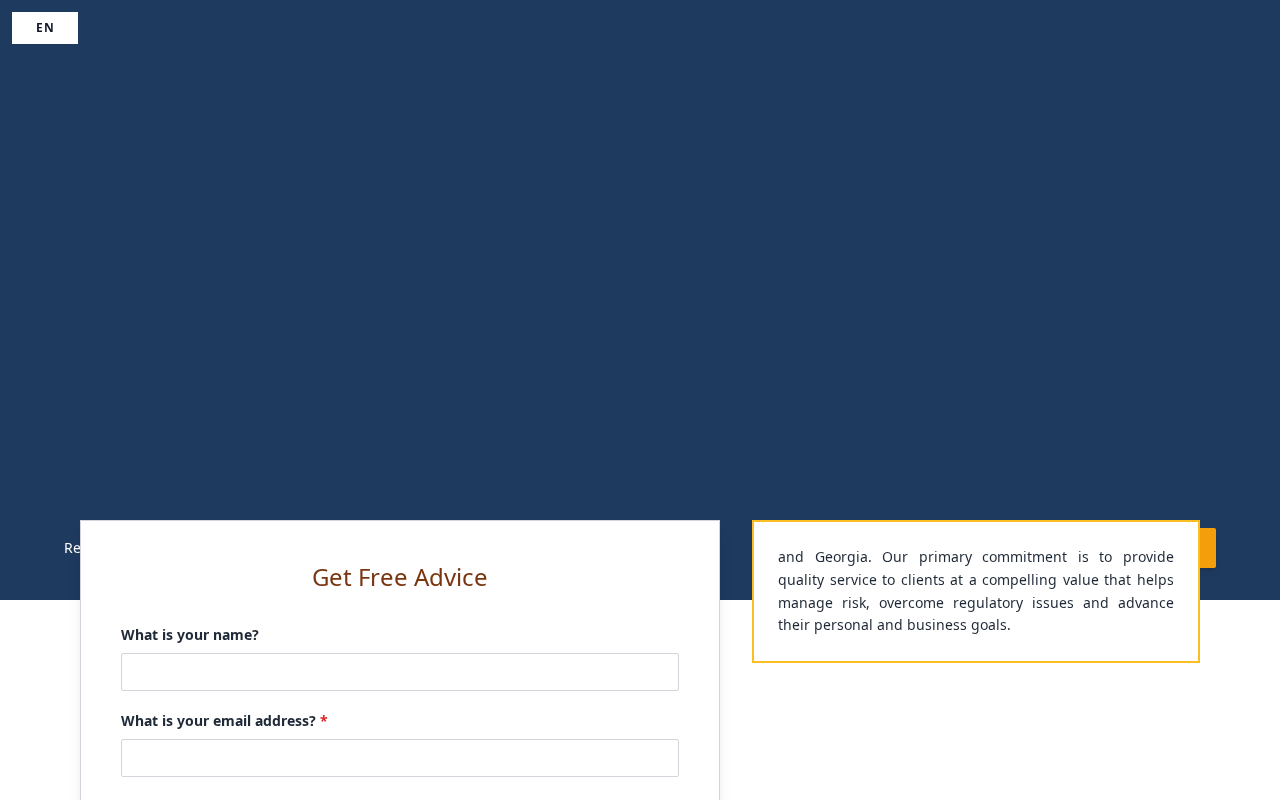 EN
Get Free Advice
What is your name?
What is your email address? *
and Georgia. Our primary commitment is to provide
quality service to clients at a compelling value that helps
manage risk, overcome regulatory issues and advance
their personal and business goals.